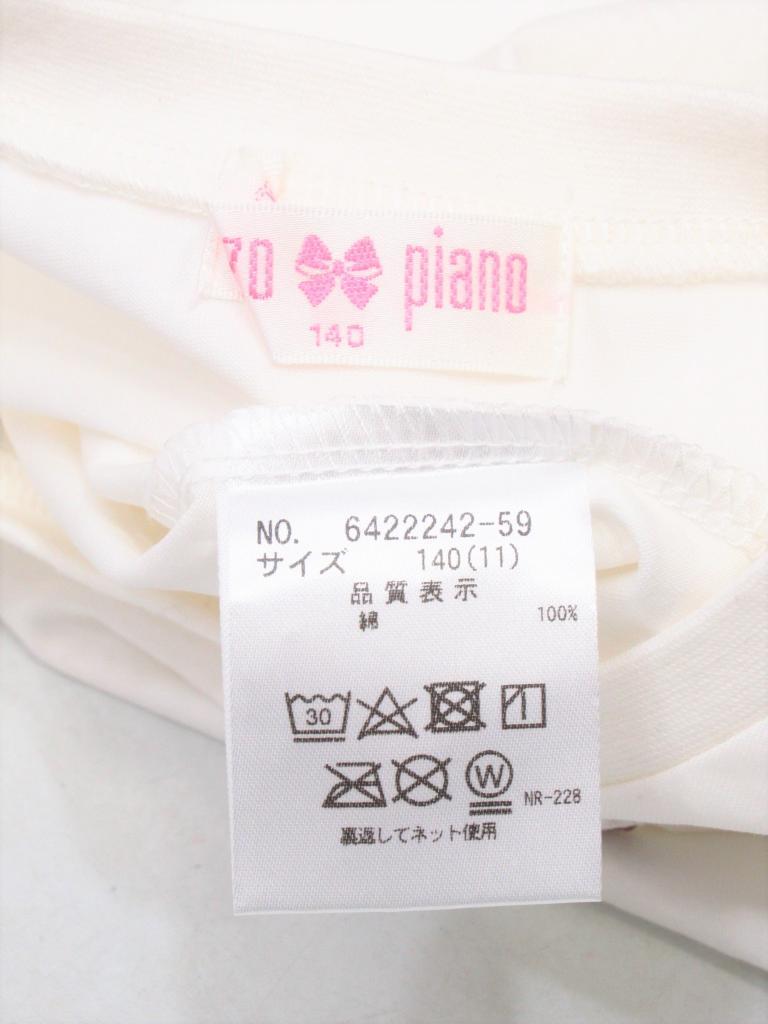 zo piano
140
NO. 6422242-59
サイズ 140(11)
品質表示
綿 100%
30
W
NR-228
裏返してネット使用